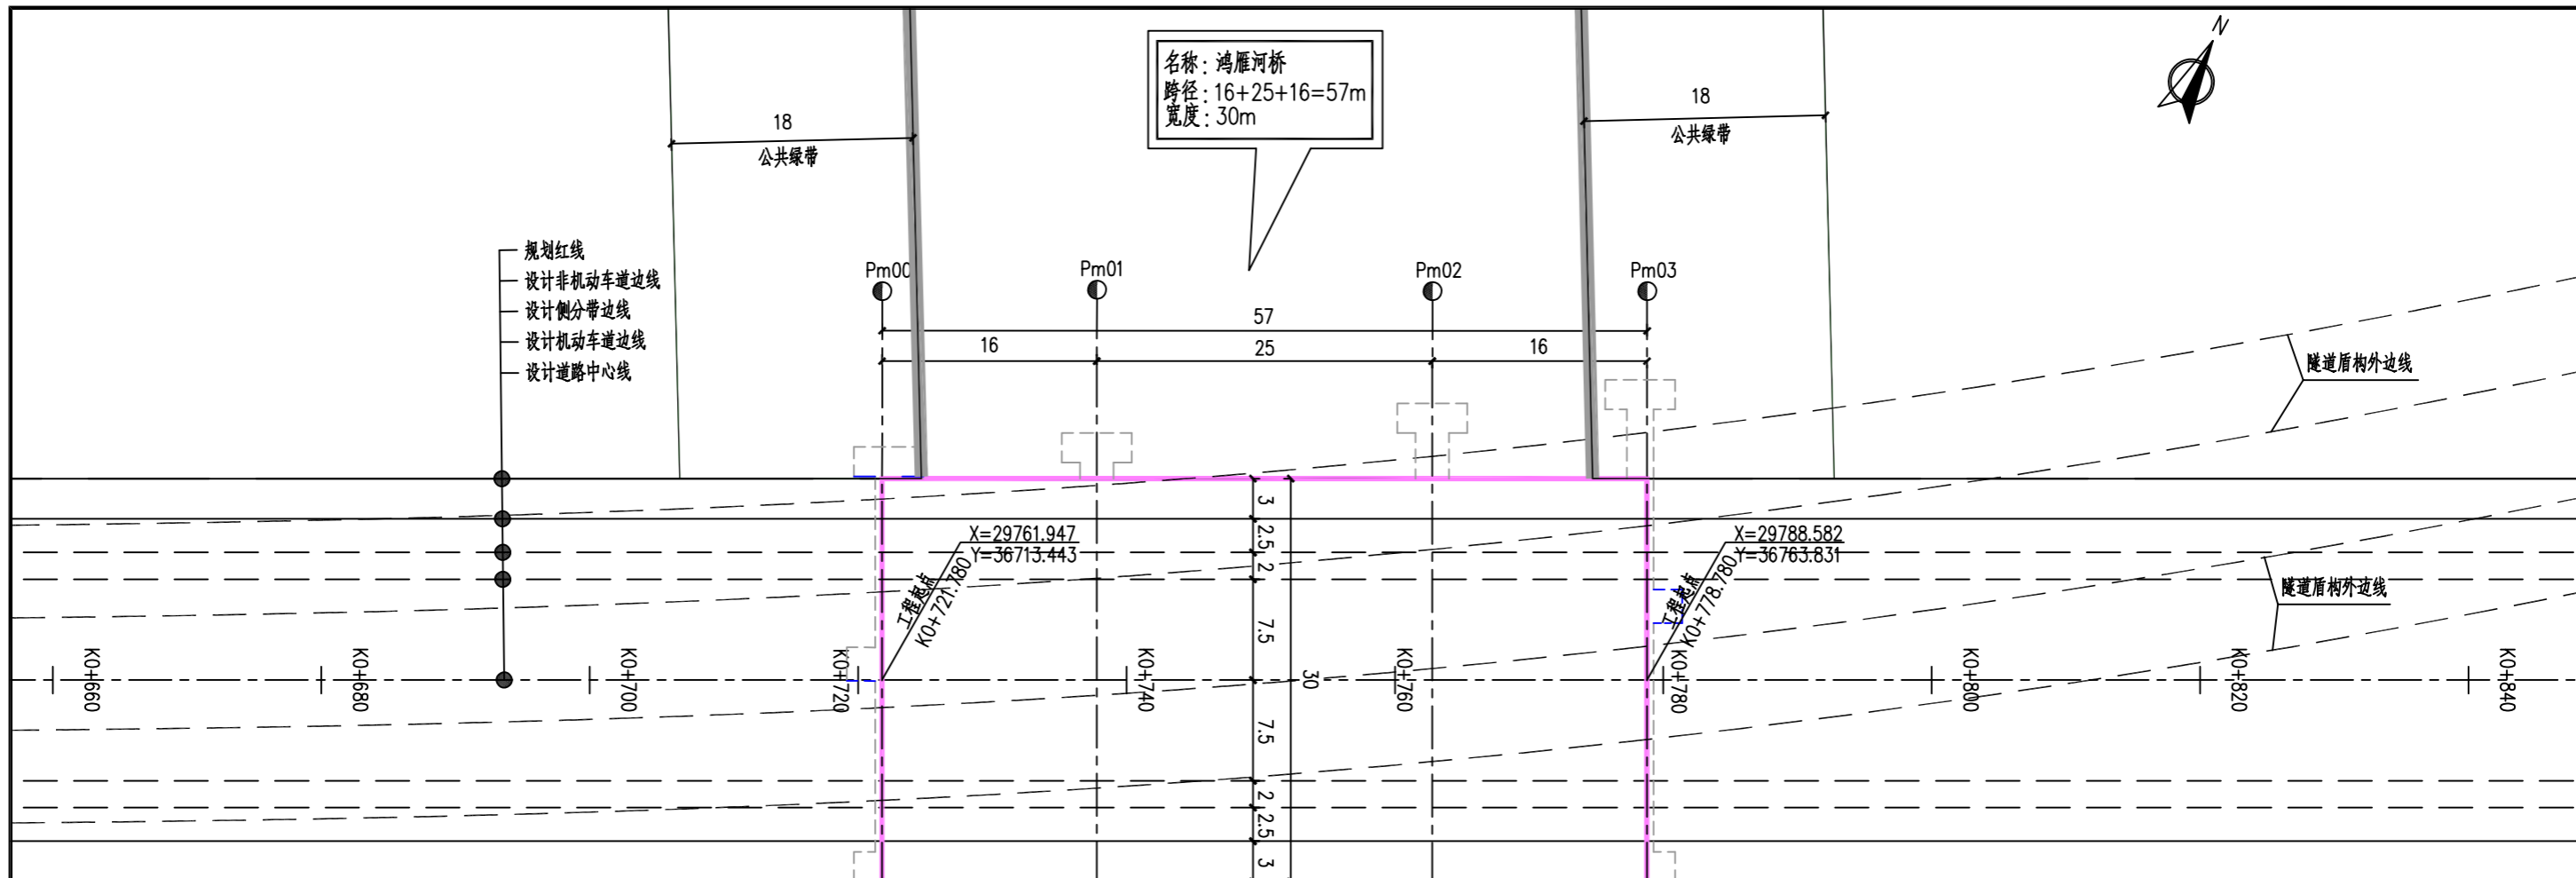 N
名称：鸿雁河桥
跨径：16+25+16=57m
宽度：30m
18
公共绿带
18
公共绿带
规划红线
设计非机动车道边线
设计侧分带边线
设计机动车道边线
设计道路中心线
Pm00
Pm01
Pm02
Pm03
57
16
25
16
隧道盾构外边线
隧道盾构外边线
3
2.5
2
7.5
30
7.5
2
2.5
3
X=29761.947
Y=36713.443
工程起点
K0+721.780
X=29788.582
Y=36763.831
工程起点
K0+778.780
K0+660
K0+680
K0+700
K0+720
K0+740
K0+760
K0+780
K0+800
K0+820
K0+840